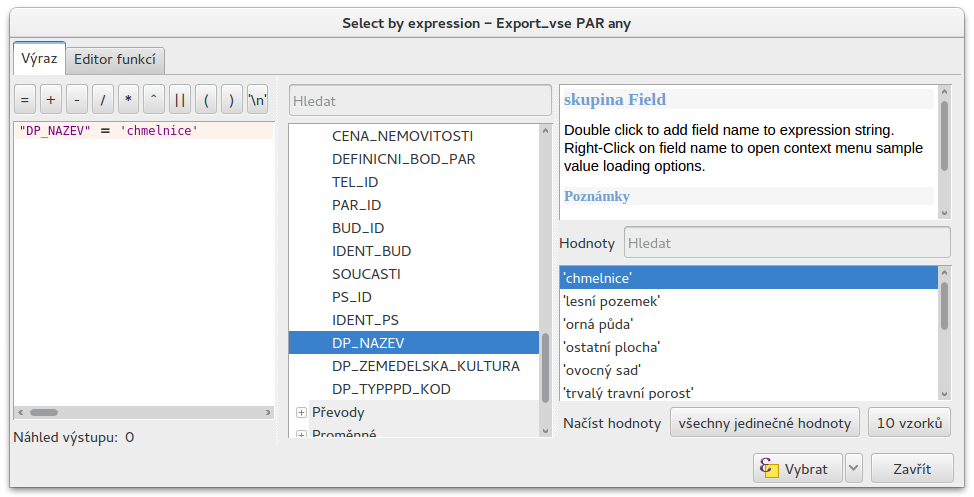 Select by expression – Export_vse PAR any
Výraz
Editor funkcí
= + - / * ^ || ( ) '\n'
"DP_NAZEV" = 'chmelnice'
Náhled výstupu: 0
Hledat
CENA_NEMOVITOSTI
DEFINICNI_BOD_PAR
TEL_ID
PAR_ID
BUD_ID
IDENT_BUD
SOUCASTI
PS_ID
IDENT_PS
DP_NAZEV
DP_ZEMEDELSKA_KULTURA
DP_TYPPPD_KOD
Převody
Proměnné
skupina Field
Double click to add field name to expression string.
Right-Click on field name to open context menu sample
value loading options.
Poznámky
Hodnoty Hledat
'chmelnice'
'lesní pozemek'
'orná půda'
'ostatní plocha'
'ovocný sad'
'trvalý travní porost'
Načíst hodnoty všechny jedinečné hodnoty 10 vzorků
Vybrat Zavřít